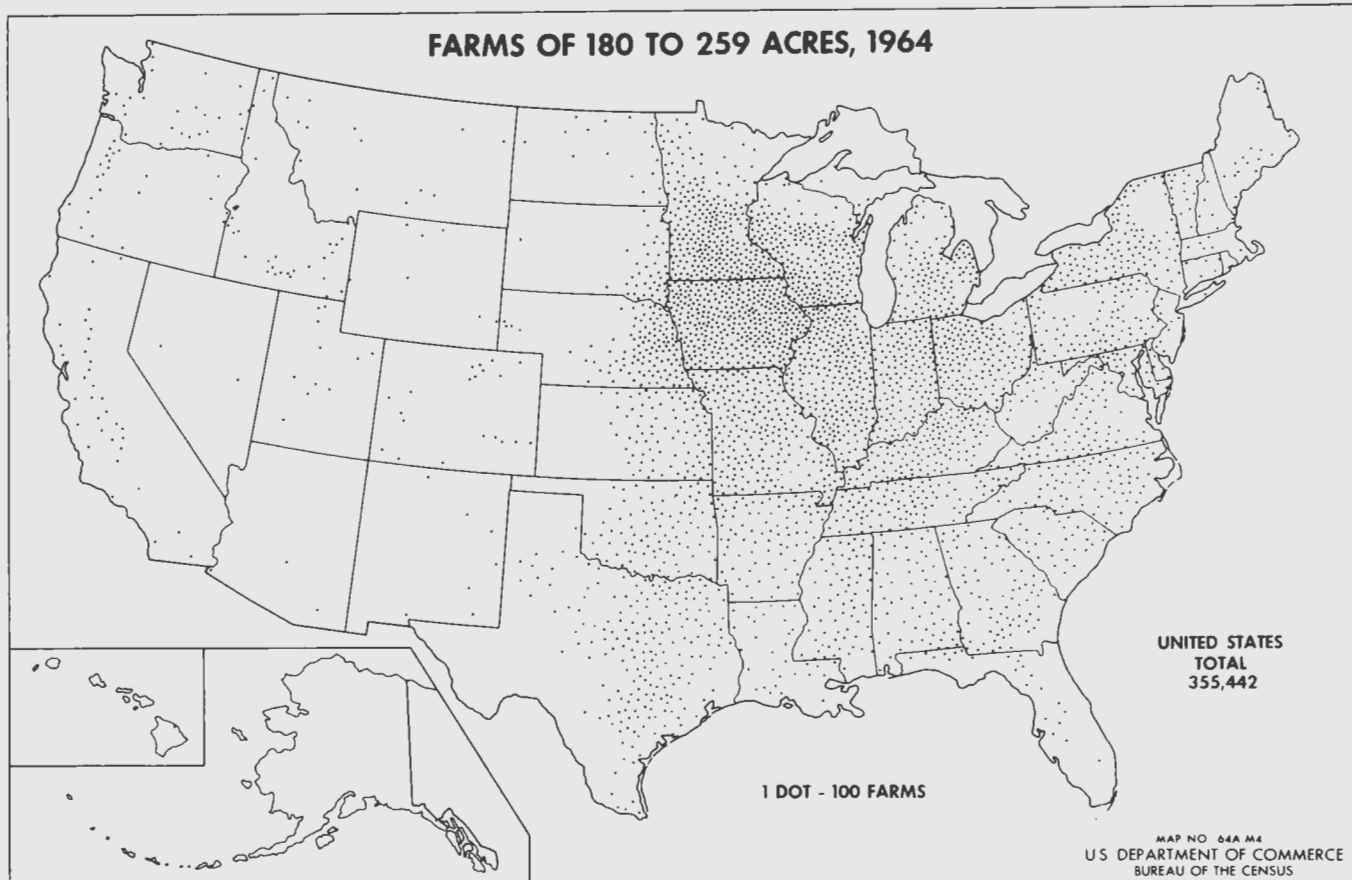 FARMS OF 180 TO 259 ACRES, 1964
UNITED STATES
TOTAL
355,442
1 DOT - 100 FARMS
MAP NO 64A M4
U S DEPARTMENT OF COMMERCE
BUREAU OF THE CENSUS